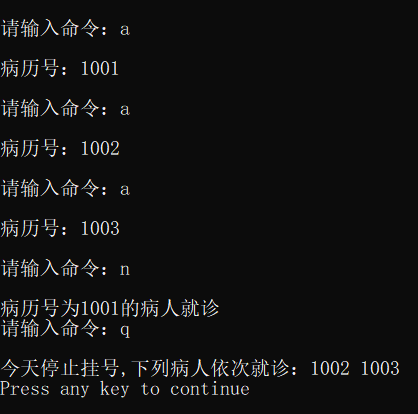 请输入命令：a
病历号：1001
请输入命令：a
病历号：1002
请输入命令：a
病历号：1003
请输入命令：n
病历号为1001的病人就诊
请输入命令：q
今天停止挂号,下列病人依次就诊：1002 1003
Press any key to continue